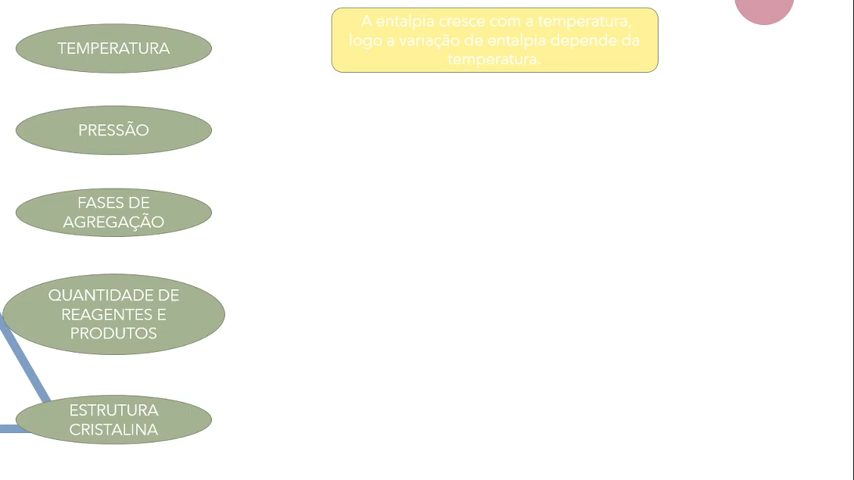 TEMPERATURA
A entalpia cresce com a temperatura,
logo a variação de entalpia depende da
temperatura.
PRESSÃO
FASES DE
AGREGAÇÃO
QUANTIDADE DE
REAGENTES E
PRODUTOS
ESTRUTURA
CRISTALINA